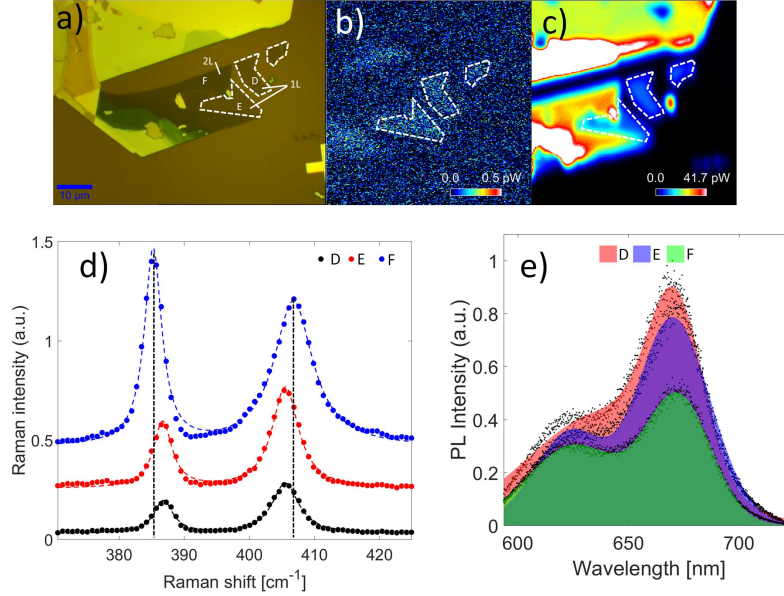 a)
2L
F
D
1L
E
10 µm
b)
0.0 0.5 pW
c)
0.0 41.7 pW
d)
D E F
1.5
1
0.5
0
Raman intensity (a.u.)
380 390 400 410 420
Raman shift [cm-1]
e)
D E F
1
0.8
0.6
0.4
0.2
0
PL Intensity (a.u.)
600 650 700
Wavelength [nm]